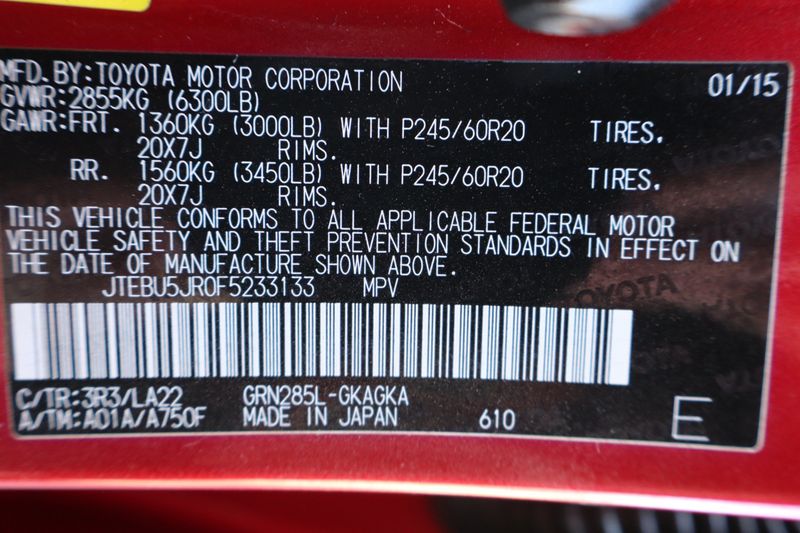 MFD. BY: TOYOTA MOTOR CORPORATION 01/15
GVWR: 2855KG (6300LB)
GAWR: FRT. 1360KG (3000LB) WITH P245/60R20 TIRES.
20X7J RIMS.
RR. 1560KG (3450LB) WITH P245/60R20 TIRES.
20X7J RIMS.
THIS VEHICLE CONFORMS TO ALL APPLICABLE FEDERAL MOTOR
VEHICLE SAFETY AND THEFT PREVENTION STANDARDS IN EFFECT ON
THE DATE OF MANUFACTURE SHOWN ABOVE.
JTEBU5JR0F5233133 MPV
C/TR: 3R3/LA22 GRN285L-GKAGKA
A/TM: A01A/A750F MADE IN JAPAN 610 E
TOYOTA